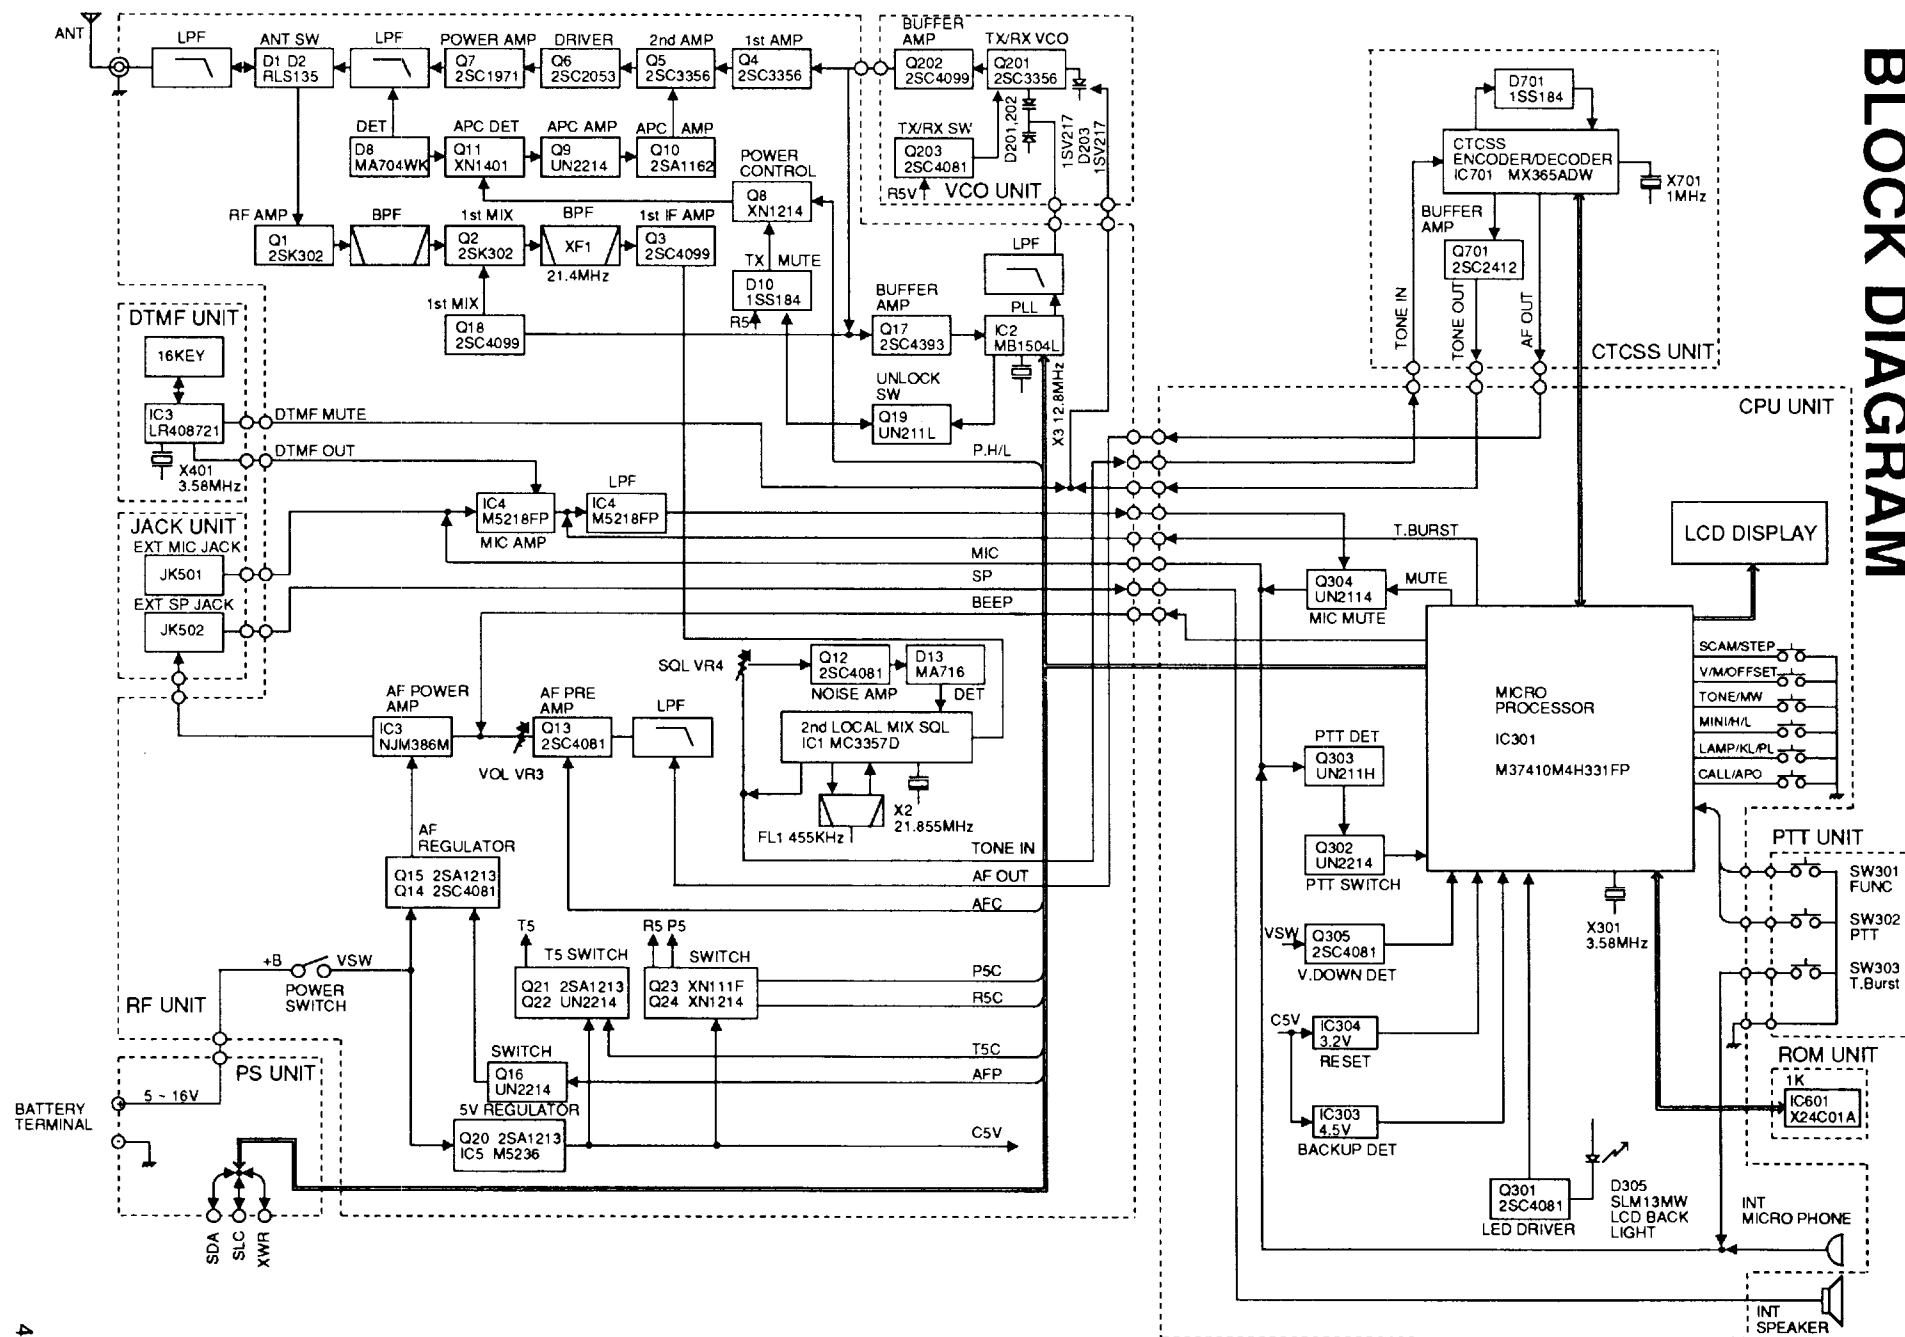 BLOCK DIAGRAM
ANT
LPF
ANT SW
D1 D2
RLS135
LPF
POWER AMP
Q7
2SC1971
DRIVER
Q6
2SC2053
2nd AMP
Q5
2SC3356
1st AMP
Q4
2SC3356
BUFFER
AMP
Q202
2SC4099
TX/RX VCO
Q201
2SC3356
D201,202
1SV217
D203
1SV217
TX/RX SW
Q203
2SC4081
R5V
VCO UNIT
DET
D8
MA704WK
APC DET
Q11
XN1401
APC AMP
Q9
UN2214
APC AMP
Q10
2SA1162
POWER
CONTROL
Q8
XN1214
RF AMP
Q1
2SK302
BPF
1st MIX
Q2
2SK302
BPF
XF1
21.4MHz
1st IF AMP
Q3
2SC4099
TX MUTE
D10
1SS184
R5
1st MIX
Q18
2SC4099
BUFFER
AMP
Q17
2SC4393
LPF
PLL
IC2
MB1504L
X3 12.8MHz
UNLOCK
SW
Q19
UN211L
P.H/L
DTMF UNIT
16KEY
IC3
LR408721
X401
3.58MHz
DTMF MUTE
DTMF OUT
JACK UNIT
EXT MIC JACK
JK501
EXT SP JACK
JK502
IC4
M5218FP
MIC AMP
LPF
IC4
M5218FP
MIC
SP
BEEP
T.BURST
SQL VR4
Q12
2SC4081
NOISE AMP
D13
MA716
DET
2nd LOCAL MIX SQL
IC1 MC3357D
FL1 455KHz
X2
21.855MHz
AF POWER
AMP
IC3
NJM386M
VOL VR3
AF PRE
AMP
Q13
2SC4081
LPF
TONE IN
AF OUT
AFC
AF
REGULATOR
Q15 2SA1213
Q14 2SC4081
+B
VSW
POWER
SWITCH
RF UNIT
T5
T5 SWITCH
Q21 2SA1213
Q22 UN2214
R5 P5
SWITCH
Q23 XN111F
Q24 XN1214
P5C
R5C
T5C
AFP
SWITCH
Q16
UN2214
5V REGULATOR
Q20 2SA1213
IC5 M5236
C5V
PS UNIT
5 ~ 16V
BATTERY
TERMINAL
SDA
SLC
XWR
D701
1SS184
CTCSS
ENCODER/DECODER
IC701 MX365ADW
X701
1MHz
BUFFER
AMP
Q701
2SC2412
TONE IN
TONE OUT
AF OUT
CTCSS UNIT
CPU UNIT
LCD DISPLAY
Q304
UN2114
MIC MUTE
MUTE
MICRO
PROCESSOR
IC301
M37410M4H331FP
SCAM/STEP
V/M/OFFSET
TONE/MW
MINI/H/L
LAMP/KL/PL
CALL/APO
PTT DET
Q303
UN211H
Q302
UN2214
PTT SWITCH
VSW
Q305
2SC4081
V.DOWN DET
C5V
IC304
3.2V
RESET
IC303
4.5V
BACKUP DET
X301
3.58MHz
Q301
2SC4081
LED DRIVER
D305
SLM13MW
LCD BACK
LIGHT
PTT UNIT
SW301
FUNC
SW302
PTT
SW303
T.Burst
ROM UNIT
1K
IC601
X24C01A
INT
MICRO PHONE
INT
SPEAKER
4